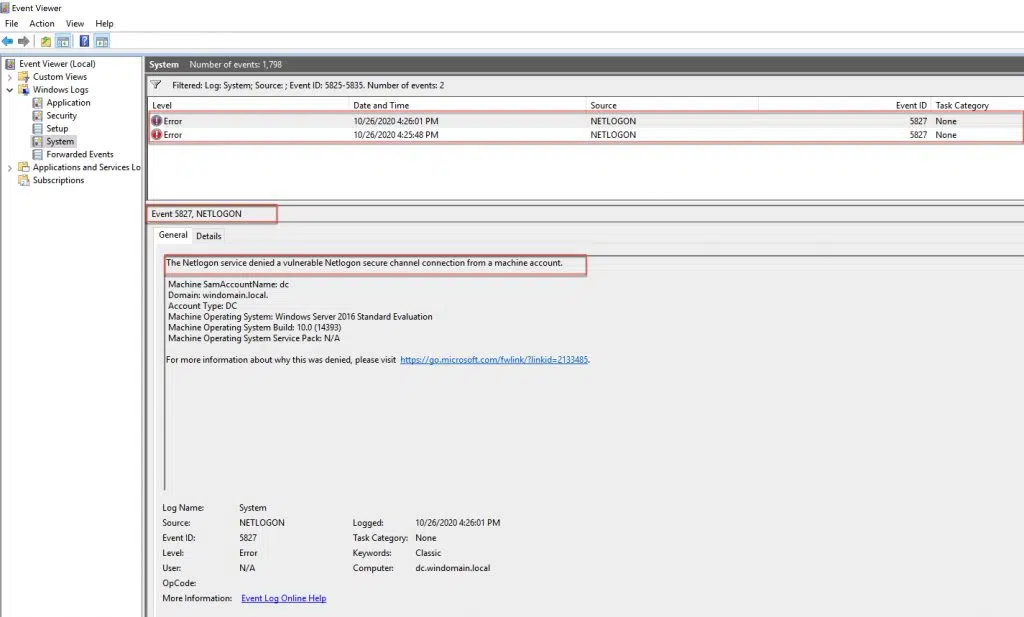 Event Viewer
File Action View Help
Event Viewer (Local)
Custom Views
Windows Logs
Application
Security
Setup
System
Forwarded Events
Applications and Services Lo
Subscriptions
System Number of events: 1,798
Filtered: Log: System; Source: ; Event ID: 5825-5835. Number of events: 2
Level Date and Time Source Event ID Task Category
Error 10/26/2020 4:26:01 PM NETLOGON 5827 None
Error 10/26/2020 4:25:48 PM NETLOGON 5827 None
Event 5827, NETLOGON
General Details
The Netlogon service denied a vulnerable Netlogon secure channel connection from a machine account.
Machine SamAccountName: dc
Domain: windomain.local.
Account Type: DC
Machine Operating System: Windows Server 2016 Standard Evaluation
Machine Operating System Build: 10.0 (14393)
Machine Operating System Service Pack: N/A
For more information about why this was denied, please visit https://go.microsoft.com/fwlink/?linkid=2133485.
Log Name: System
Source: NETLOGON Logged: 10/26/2020 4:26:01 PM
Event ID: 5827 Task Category: None
Level: Error Keywords: Classic
User: N/A Computer: dc.windomain.local
OpCode:
More Information: Event Log Online Help